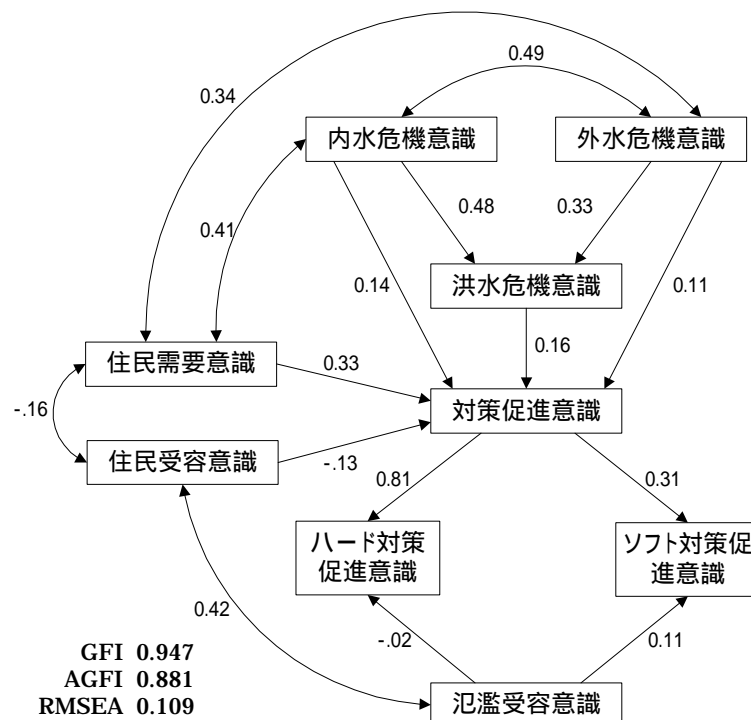 0.49
0.34
内水危機意識
外水危機意識
0.41
0.48
0.33
0.14
洪水危機意識
0.11
0.16
住民需要意識
0.33
-.16
対策促進意識
住民受容意識
-.13
0.81
0.31
ハード対策
促進意識
ソフト対策促
進意識
0.42
-.02
0.11
GFI 0.947
AGFI 0.881
RMSEA 0.109
氾濫受容意識